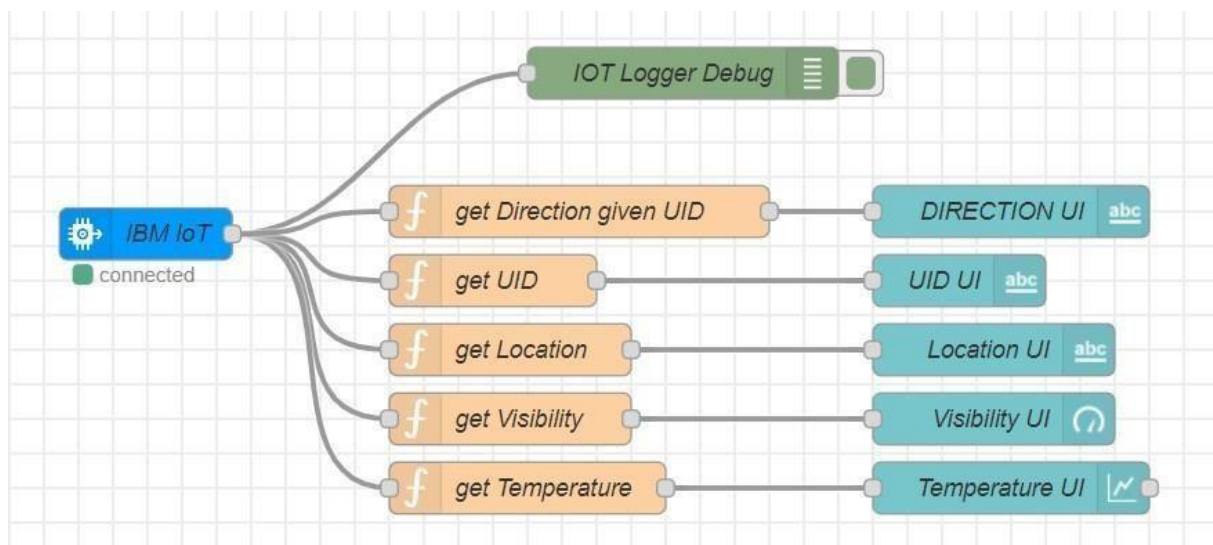 IOT Logger Debug
IBM IoT
connected
get Direction given UID
DIRECTION UI
abc
get UID
UID UI
abc
get Location
Location UI
abc
get Visibility
Visibility UI
get Temperature
Temperature UI